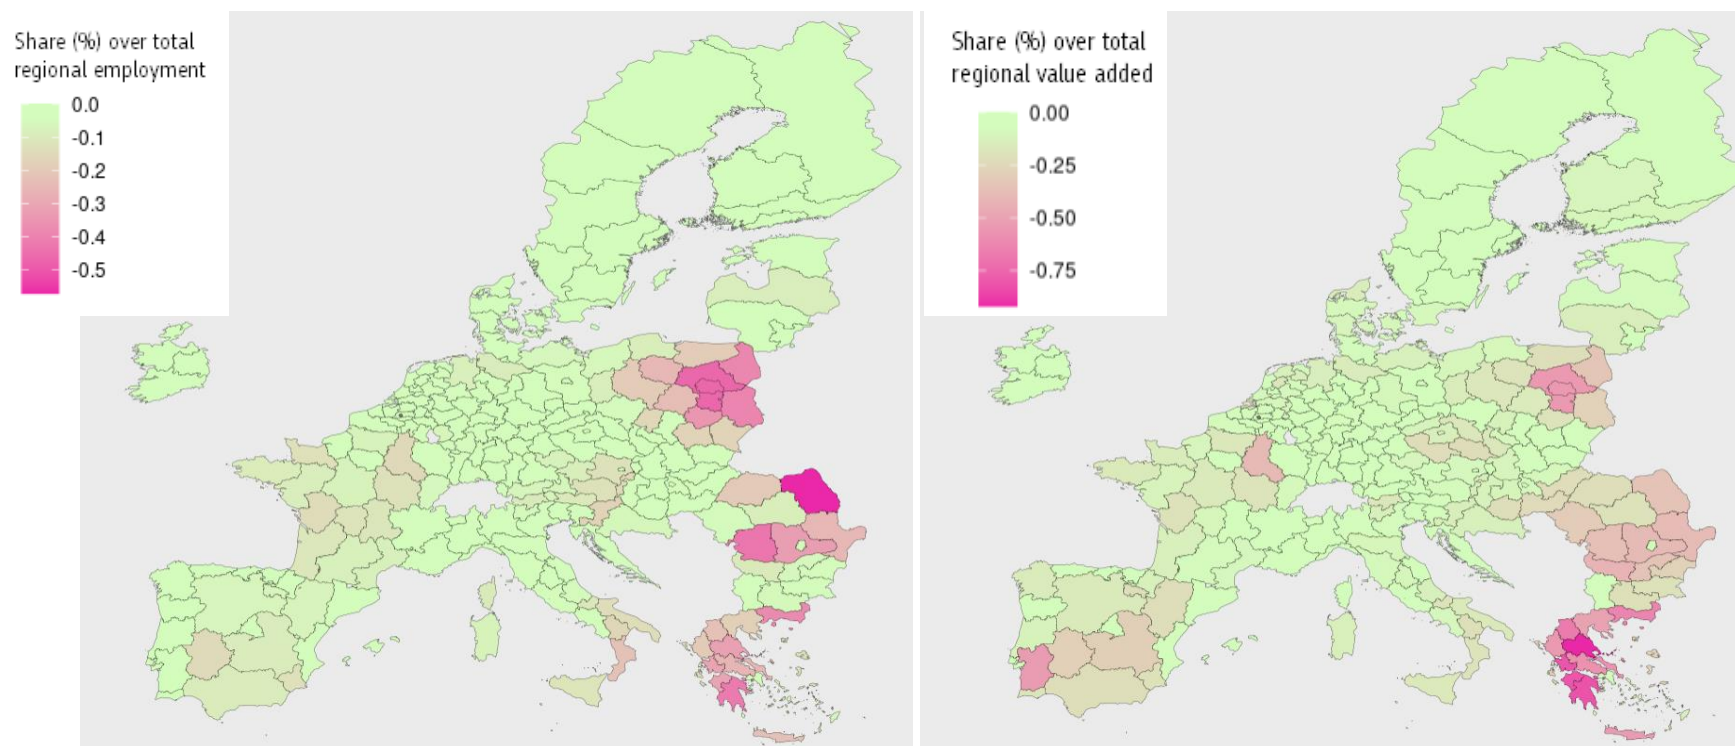 Share (%) over total
regional employment
0.0
-0.1
-0.2
-0.3
-0.4
-0.5
Share (%) over total
regional value added
0.00
-0.25
-0.50
-0.75